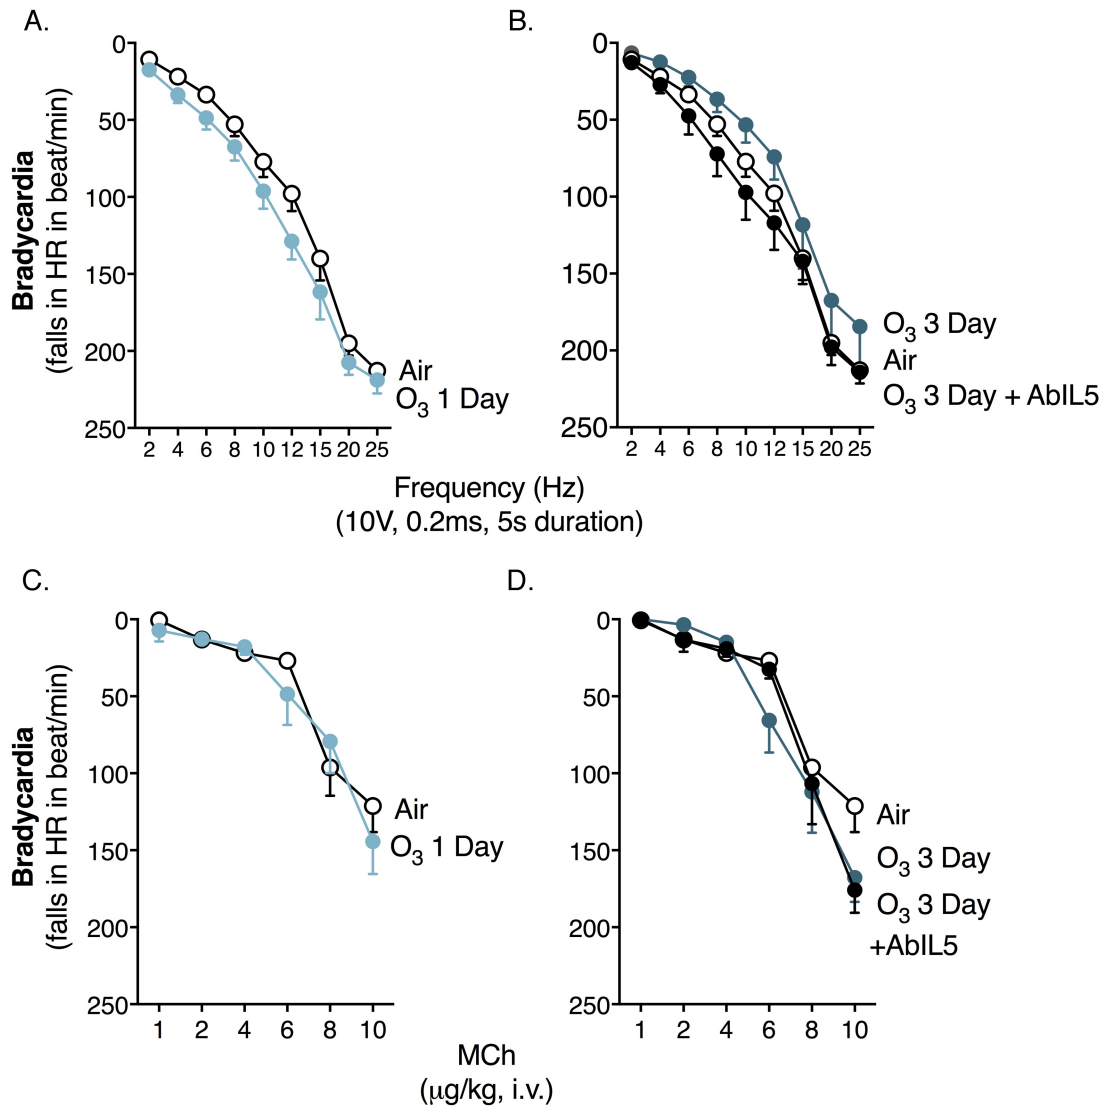 A.
B.
Bradycardia
(falls in HR in beat/min)
0
50
100
150
200
250
2 4 6 8 10 12 15 20 25
Air
O₃ 1 Day
0
50
100
150
200
250
2 4 6 8 10 12 15 20 25
O₃ 3 Day
Air
O₃ 3 Day + AbIL5
Frequency (Hz)
(10V, 0.2ms, 5s duration)
C.
D.
Bradycardia
(falls in HR in beat/min)
0
50
100
150
200
250
1 2 4 6 8 10
Air
O₃ 1 Day
0
50
100
150
200
250
1 2 4 6 8 10
Air
O₃ 3 Day
O₃ 3 Day
+AbIL5
MCh
(μg/kg, i.v.)